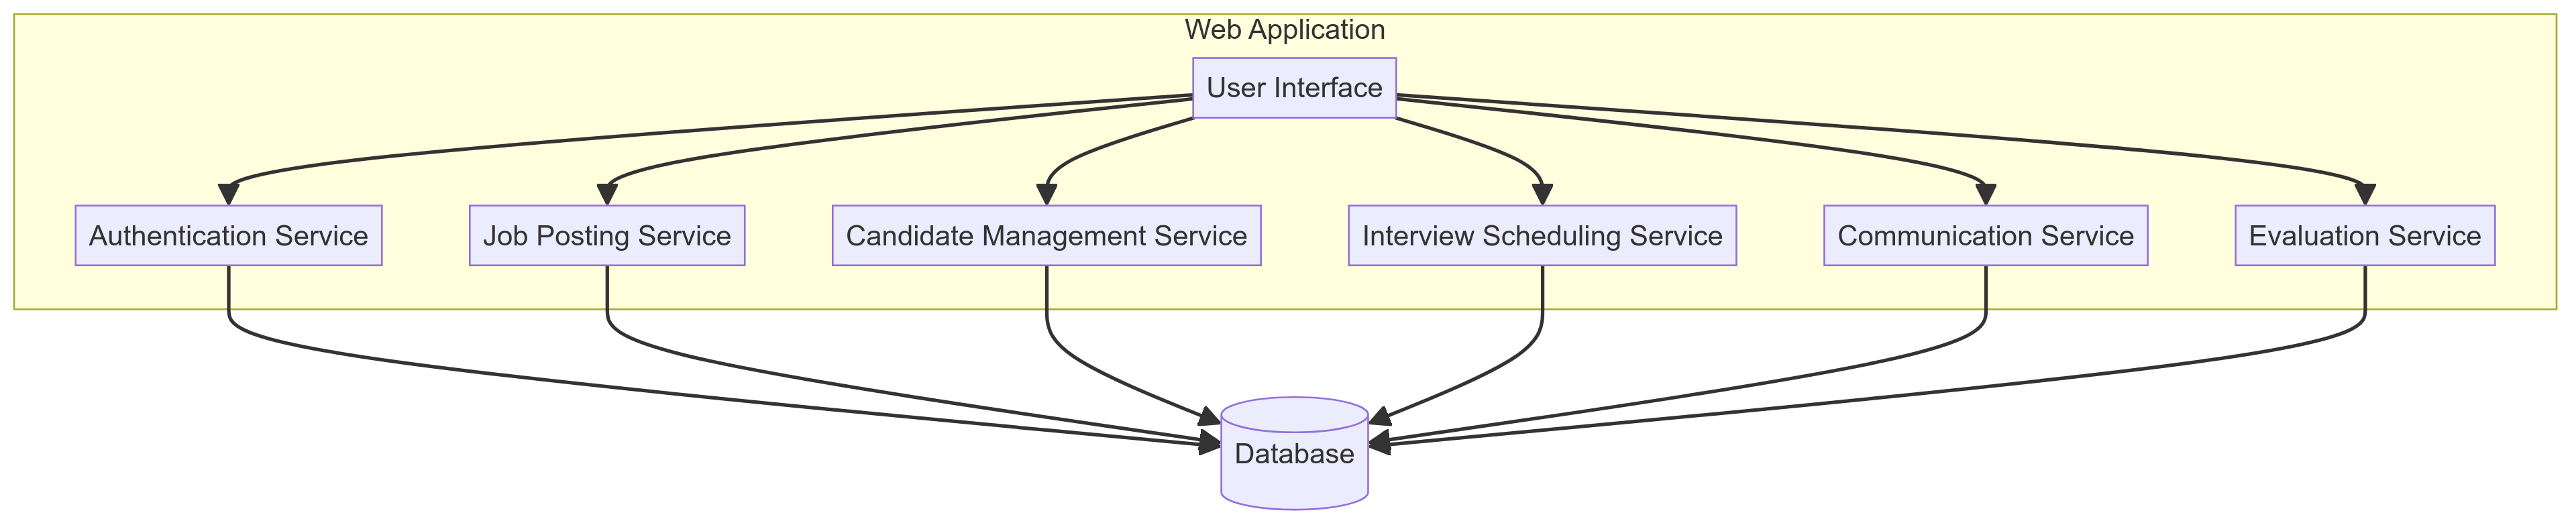 Web Application
User Interface
Authentication Service
Job Posting Service
Candidate Management Service
Interview Scheduling Service
Communication Service
Evaluation Service
Database